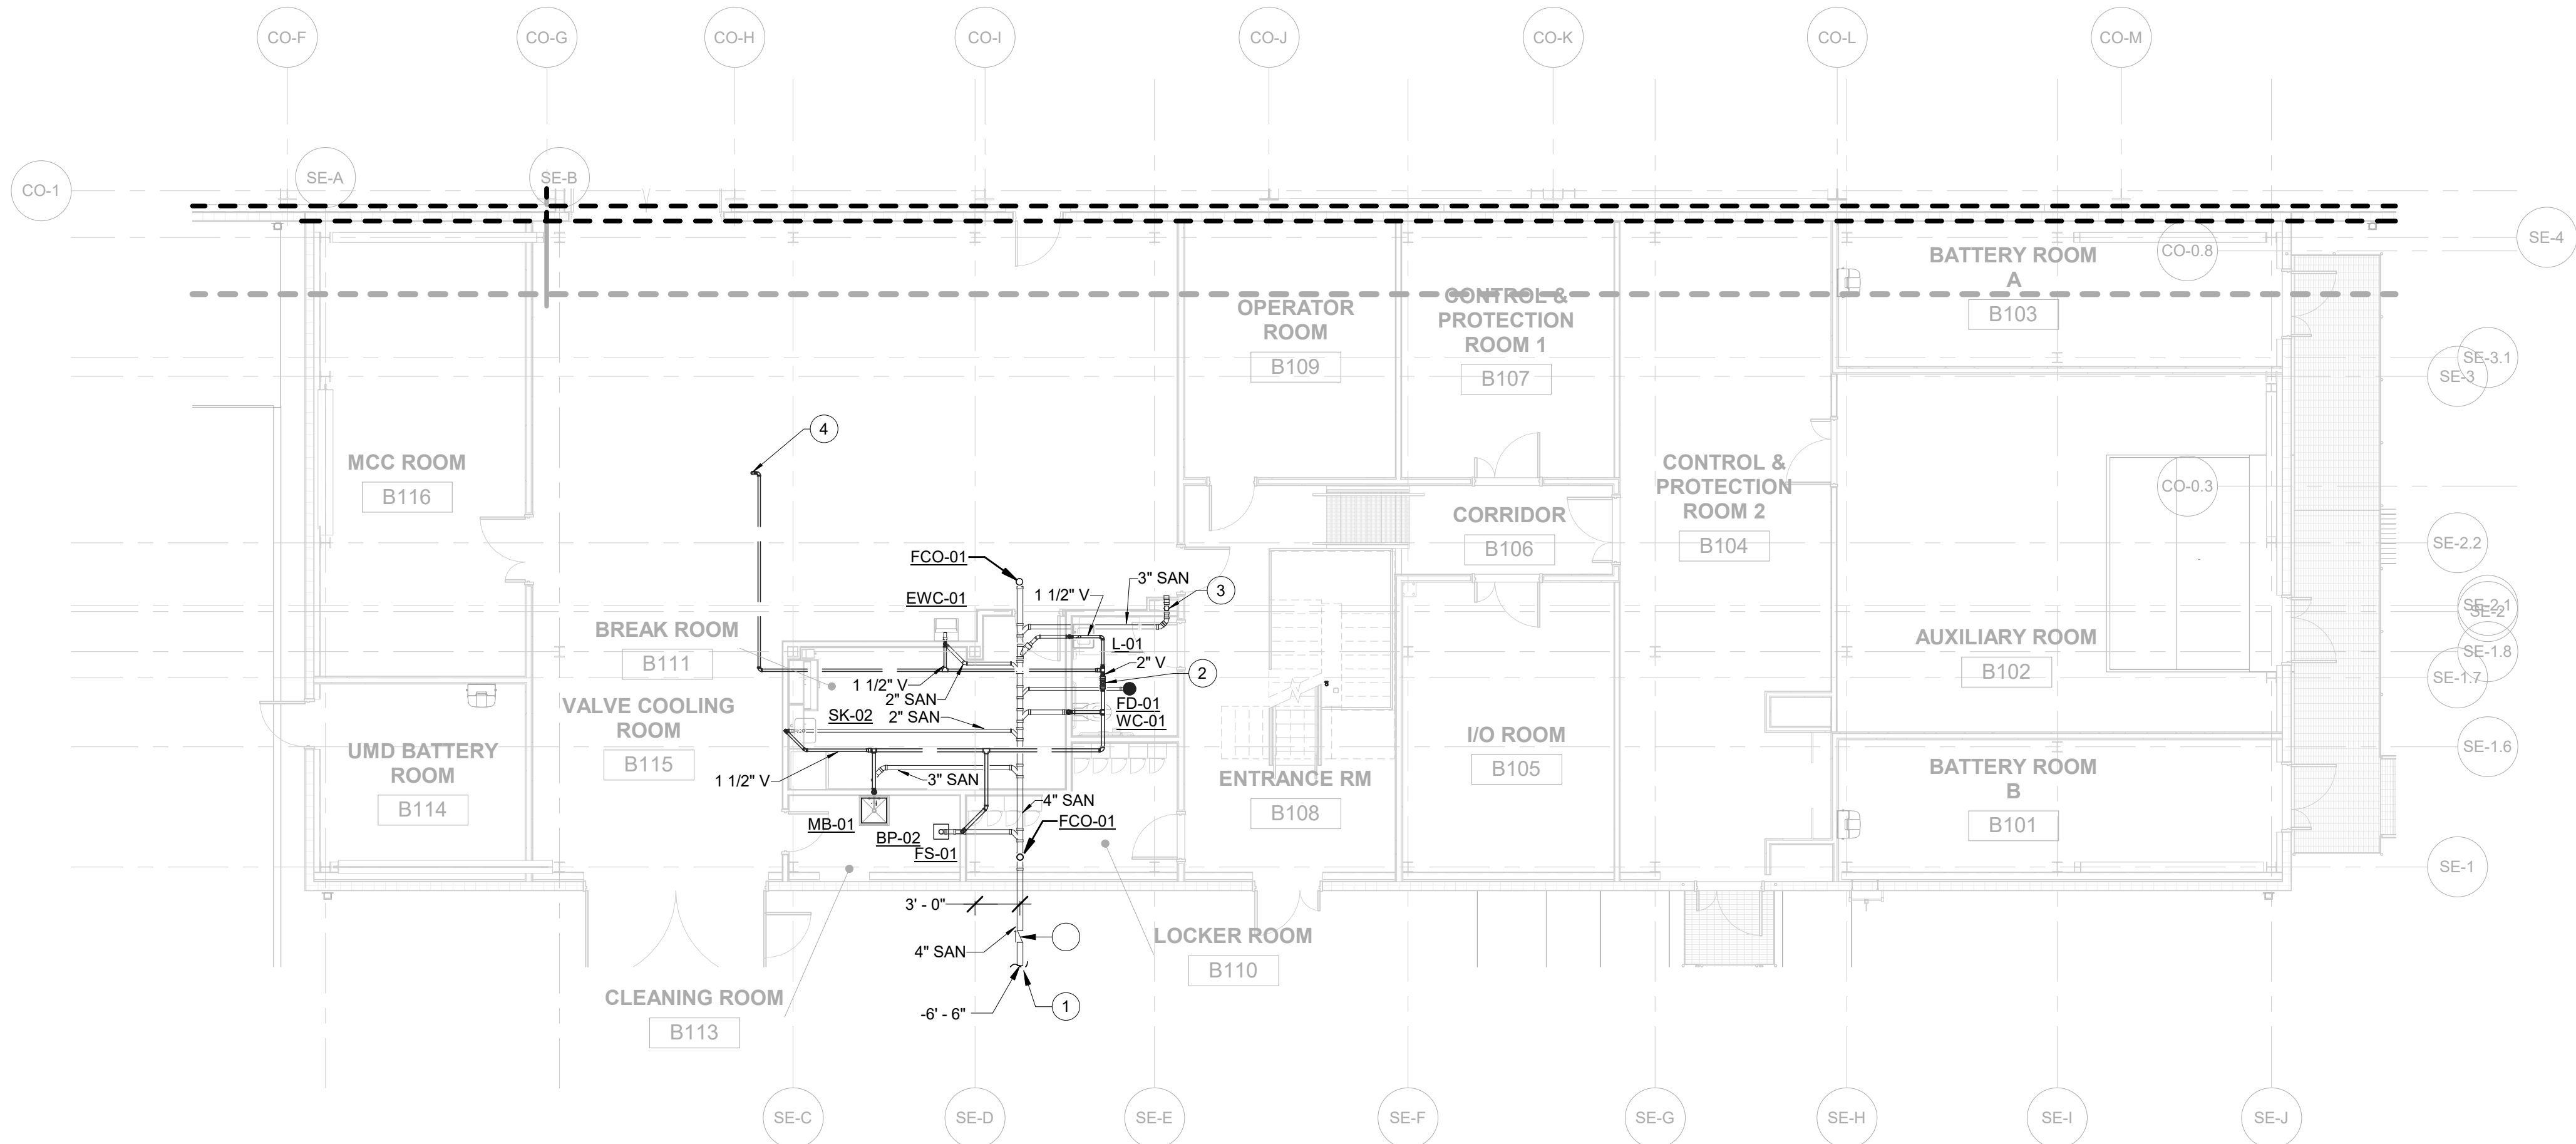 CO-F
CO-G
CO-H
CO-I
CO-J
CO-K
CO-L
CO-M
CO-1
SE-A
SE-B
SE-4
CO-0.8
BATTERY ROOM
A
B103
OPERATOR
ROOM
B109
CONTROL &
PROTECTION
ROOM 1
B107
SE-3.1
SE-3
4
MCC ROOM
B116
CONTROL &
PROTECTION
ROOM 2
B104
CO-0.3
CORRIDOR
B106
SE-2.2
FCO-01
EWC-01
3" SAN
3
1 1/2" V
SE-2.1
SE-2
BREAK ROOM
B111
L-01
2" V
2
AUXILIARY ROOM
B102
SE-1.8
SE-1.7
1 1/2" V
2" SAN
FD-01
WC-01
VALVE COOLING
ROOM
B115
SK-02
2" SAN
UMD BATTERY
ROOM
B114
I/O ROOM
B105
SE-1.6
1 1/2" V
3" SAN
ENTRANCE RM
B108
BATTERY ROOM
B
B101
4" SAN
FCO-01
MB-01
BP-02
FS-01
SE-1
3' - 0"
4" SAN
LOCKER ROOM
B110
CLEANING ROOM
B113
-6' - 6"
1
SE-C
SE-D
SE-E
SE-F
SE-G
SE-H
SE-I
SE-J